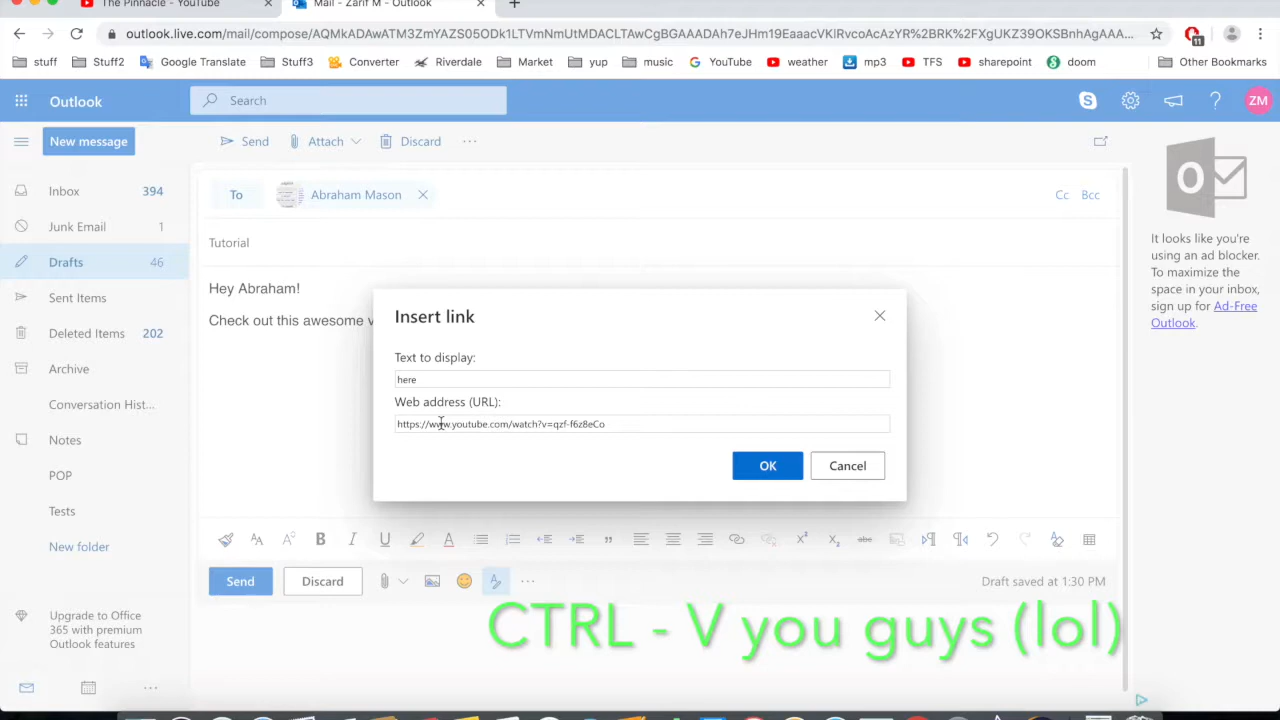 The Pinnacle - YouTube
Mail - Zarif M. - Outlook
outlook.live.com/mail/compose/AQMkADAwATM3ZmYAZS05ODk1LTVmNmUtMDACLTAwCgBGAAADAh7eJHm19EaaacVKlRvcoAcAzYR%2BRK%2FXgUKZ39OKSBnhAgAAA...
11
stuff
Stuff2
Google Translate
Stuff3
Converter
Riverdale
Market
yup
music
YouTube
weather
mp3
TFS
sharepoint
doom
Other Bookmarks
Outlook
Search
ZM
New message
Send
Attach
Discard
Inbox 394
Junk Email 1
Drafts 46
Sent Items
Deleted Items 202
Archive
Conversation Hist...
Notes
POP
Tests
New folder
Upgrade to Office
365 with premium
Outlook features
To
Abraham Mason
Cc
Bcc
Tutorial
Hey Abraham!
Check out this awesome v
Insert link
Text to display:
here
Web address (URL):
https://www.youtube.com/watch?v=qzf-f6z8eCo
OK
Cancel
Send
Discard
Draft saved at 1:30 PM
It looks like you're
using an ad blocker.
To maximize the
space in your inbox,
sign up for Ad-Free
Outlook.
CTRL - V you guys (lol)